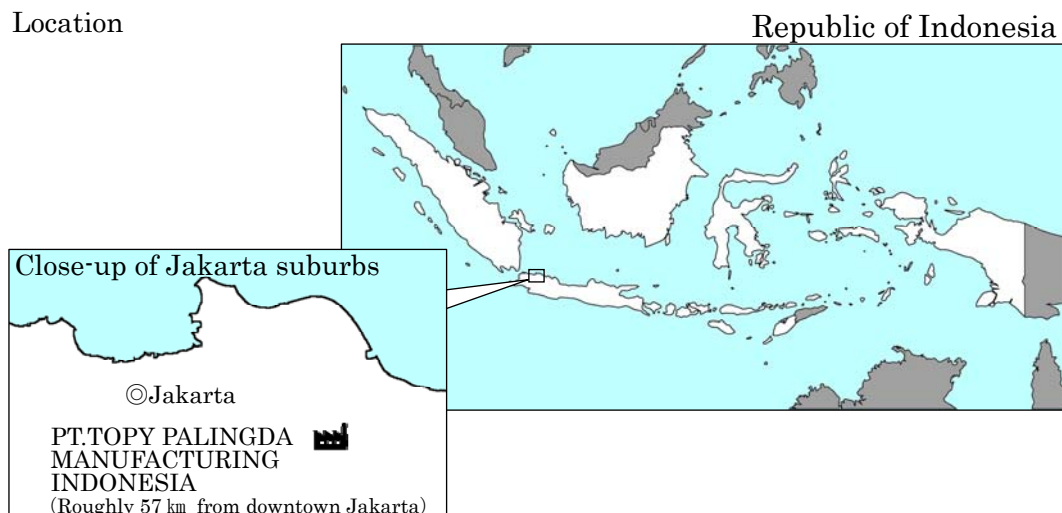 Location
Republic of Indonesia
Close-up of Jakarta suburbs
◎Jakarta
PT.TOPY PALINGDA
MANUFACTURING
INDONESIA
(Roughly 57 ㎞ from downtown Jakarta)